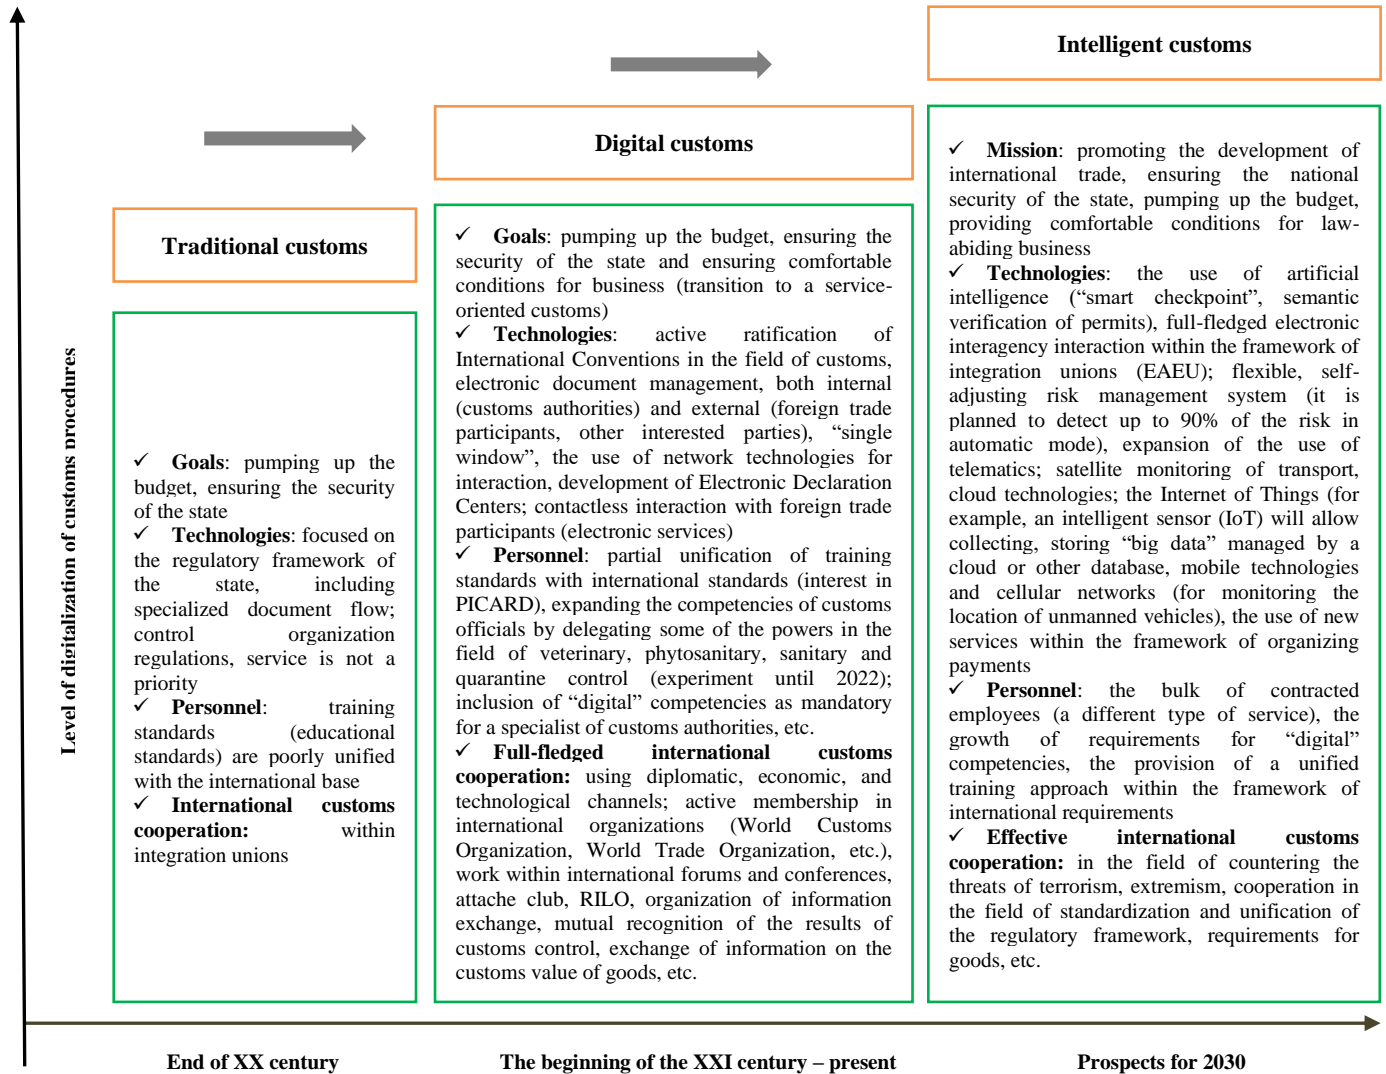 Intelligent customs
Digital customs
Traditional customs
Level of digitalization of customs procedures
✓ Goals: pumping up the
budget, ensuring the security
of the state
✓ Technologies: focused on
the regulatory framework of
the state, including
specialized document flow;
control organization
regulations, service is not a
priority
✓ Personnel: training
standards (educational
standards) are poorly unified
with the international base
✓ International customs
cooperation: within
integration unions
✓ Goals: pumping up the budget, ensuring the
security of the state and ensuring comfortable
conditions for business (transition to a service-
oriented customs)
✓ Technologies: active ratification of
International Conventions in the field of customs,
electronic document management, both internal
(customs authorities) and external (foreign trade
participants, other interested parties), “single
window”, the use of network technologies for
interaction, development of Electronic Declaration
Centers; contactless interaction with foreign trade
participants (electronic services)
✓ Personnel: partial unification of training
standards with international standards (interest in
PICARD), expanding the competencies of customs
officials by delegating some of the powers in the
field of veterinary, phytosanitary, sanitary and
quarantine control (experiment until 2022);
inclusion of “digital” competencies as mandatory
for a specialist of customs authorities, etc.
✓ Full-fledged international customs
cooperation: using diplomatic, economic, and
technological channels; active membership in
international organizations (World Customs
Organization, World Trade Organization, etc.),
work within international forums and conferences,
attache club, RILO, organization of information
exchange, mutual recognition of the results of
customs control, exchange of information on the
customs value of goods, etc.
✓ Mission: promoting the development of
international trade, ensuring the national
security of the state, pumping up the budget,
providing comfortable conditions for law-
abiding business
✓ Technologies: the use of artificial
intelligence (“smart checkpoint”, semantic
verification of permits), full-fledged electronic
interagency interaction within the framework of
integration unions (EAEU); flexible, self-
adjusting risk management system (it is
planned to detect up to 90% of the risk in
automatic mode), expansion of the use of
telematics; satellite monitoring of transport,
cloud technologies; the Internet of Things (for
example, an intelligent sensor (IoT) will allow
collecting, storing “big data” managed by a
cloud or other database, mobile technologies
and cellular networks (for monitoring the
location of unmanned vehicles), the use of new
services within the framework of organizing
payments
✓ Personnel: the bulk of contracted
employees (a different type of service), the
growth of requirements for “digital”
competencies, the provision of a unified
training approach within the framework of
international requirements
✓ Effective international customs
cooperation: in the field of countering the
threats of terrorism, extremism, cooperation in
the field of standardization and unification of
the regulatory framework, requirements for
goods, etc.
End of XX century
The beginning of the XXI century – present
Prospects for 2030